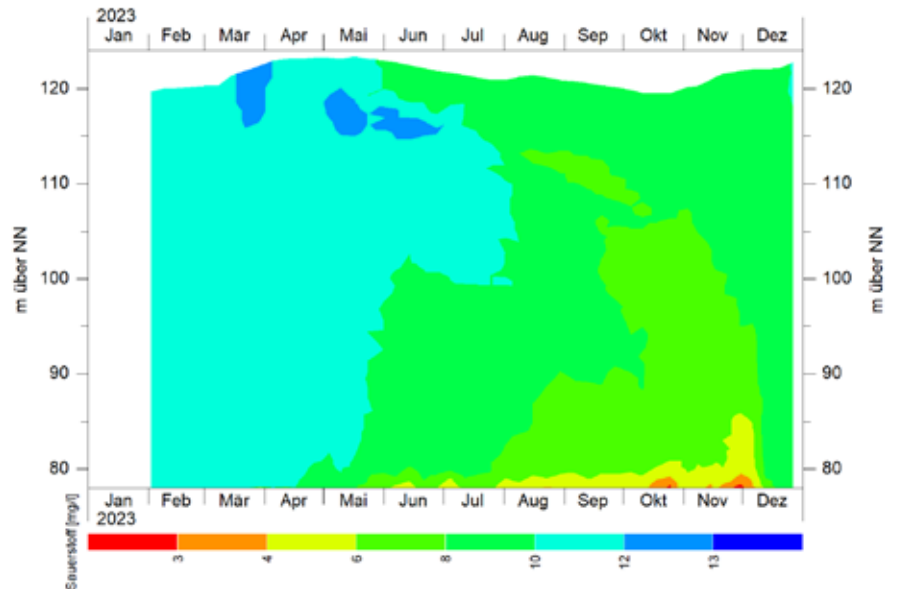 2023
Jan Feb Mär Apr Mai Jun Jul Aug Sep Okt Nov Dez
120 120
110 110
m über NN m über NN
100 100
90 90
80 80
Jan Feb Mär Apr Mai Jun Jul Aug Sep Okt Nov Dez
2023
Sauerstoff [mg/l]
3 4 6 8 10 12 13